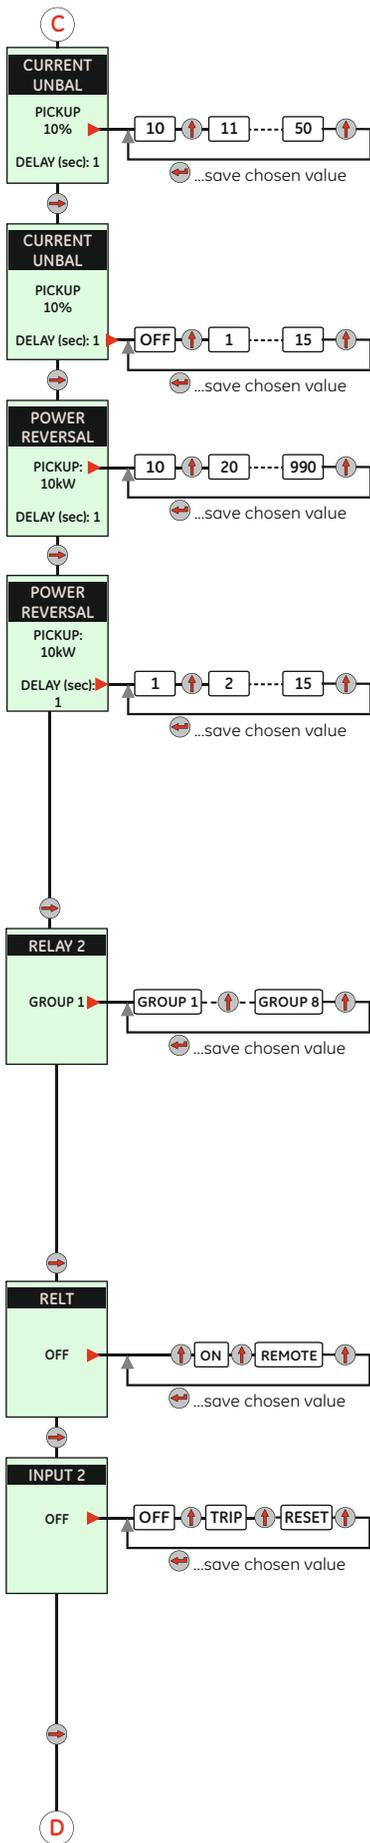 C
CURRENT
UNBAL
PICKUP
10%
DELAY (sec): 1
10 11 50
...save chosen value
CURRENT
UNBAL
PICKUP
10%
DELAY (sec): 1
OFF 1 15
...save chosen value
POWER
REVERSAL
PICKUP:
10kW
DELAY (sec): 1
10 20 990
...save chosen value
POWER
REVERSAL
PICKUP:
10kW
DELAY (sec):
1
1 2 15
...save chosen value
RELAY 2
GROUP 1
GROUP 1 GROUP 8
...save chosen value
RELT
OFF
ON REMOTE
...save chosen value
INPUT 2
OFF
OFF TRIP RESET
...save chosen value
D